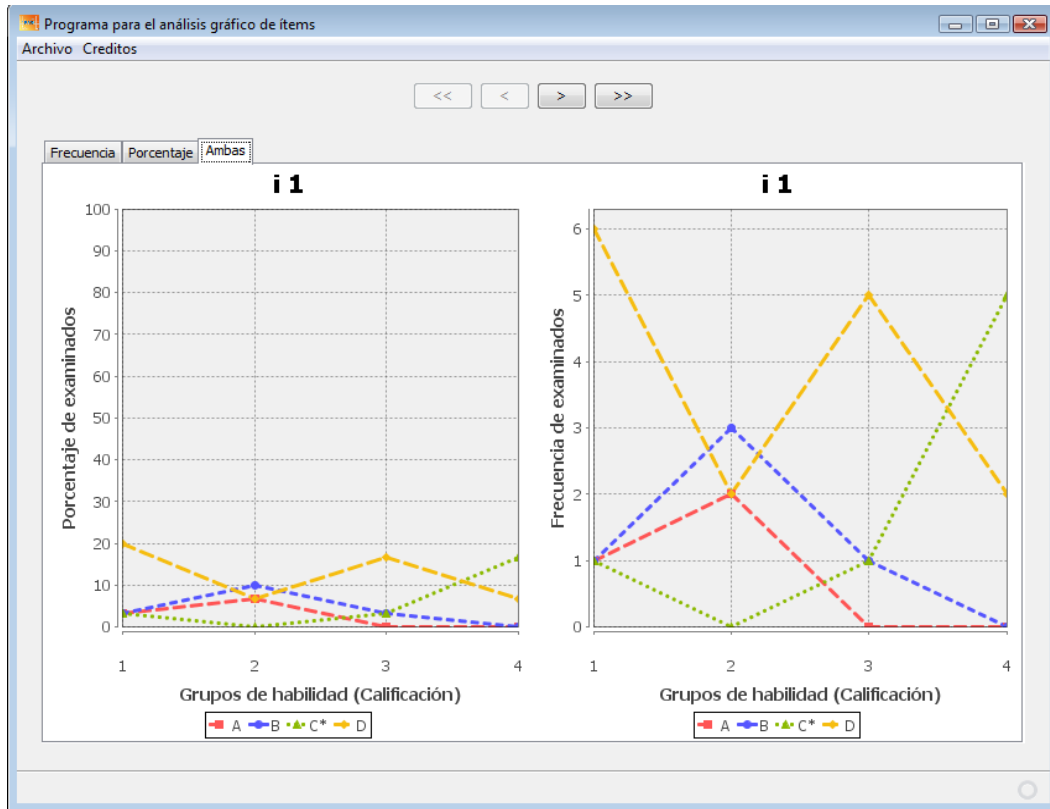 Programa para el análisis gráfico de ítems
Archivo Creditos
<< < > >>
Frecuencia Porcentaje Ambas
i 1
100
90
80
70
60
50
40
30
20
10
0
Porcentaje de examinados
1 2 3 4
Grupos de habilidad (Calificación)
A B C* D
i 1
6
5
4
3
2
1
0
Frecuencia de examinados
1 2 3 4
Grupos de habilidad (Calificación)
A B C* D